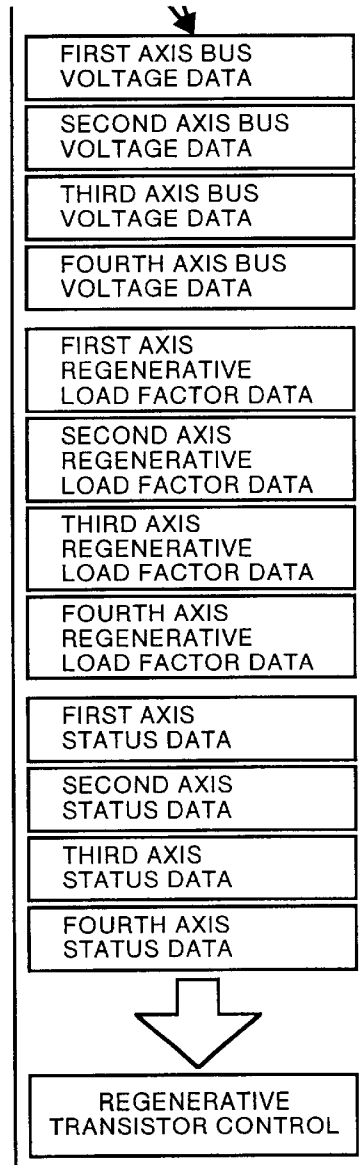 FIRST AXIS BUS
VOLTAGE DATA
SECOND AXIS BUS
VOLTAGE DATA
THIRD AXIS BUS
VOLTAGE DATA
FOURTH AXIS BUS
VOLTAGE DATA
FIRST AXIS
REGENERATIVE
LOAD FACTOR DATA
SECOND AXIS
REGENERATIVE
LOAD FACTOR DATA
THIRD AXIS
REGENERATIVE
LOAD FACTOR DATA
FOURTH AXIS
REGENERATIVE
LOAD FACTOR DATA
FIRST AXIS
STATUS DATA
SECOND AXIS
STATUS DATA
THIRD AXIS
STATUS DATA
FOURTH AXIS
STATUS DATA
REGENERATIVE
TRANSISTOR CONTROL